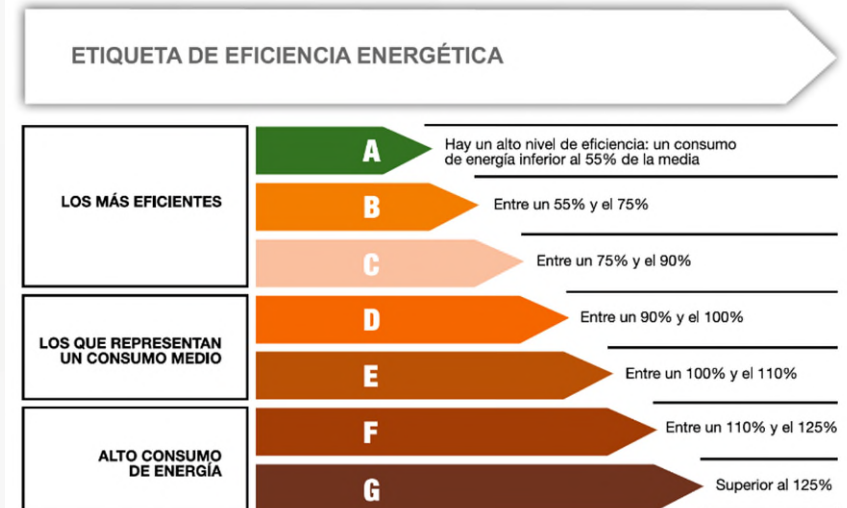 ETIQUETA DE EFICIENCIA ENERGÉTICA
LOS MÁS EFICIENTES
A
Hay un alto nivel de eficiencia: un consumo
de energía inferior al 55% de la media
B
Entre un 55% y el 75%
C
Entre un 75% y el 90%
LOS QUE REPRESENTAN
UN CONSUMO MEDIO
D
Entre un 90% y el 100%
E
Entre un 100% y el 110%
ALTO CONSUMO
DE ENERGÍA
F
Entre un 110% y el 125%
G
Superior al 125%